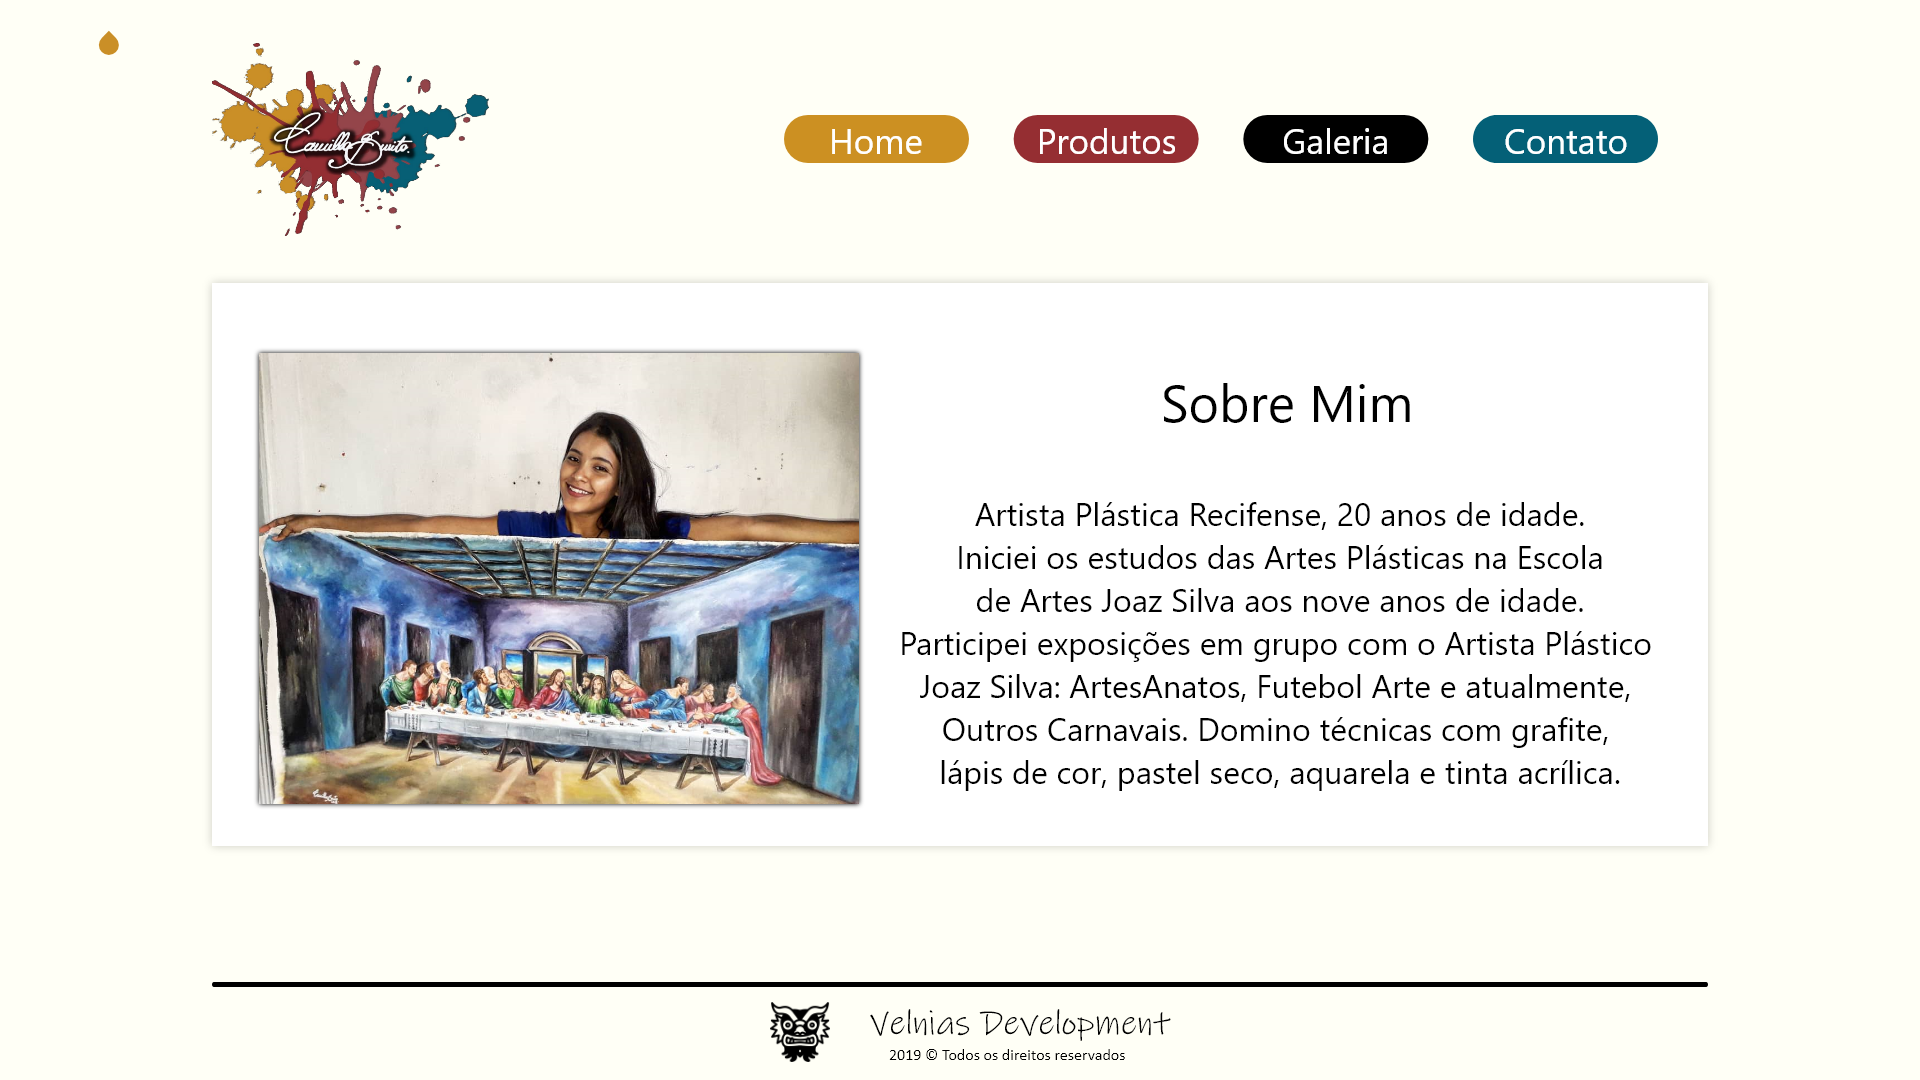 Camilla Suito.
Home
Produtos
Galeria
Contato
Sobre Mim
Artista Plástica Recifense, 20 anos de idade.
Iniciei os estudos das Artes Plásticas na Escola
de Artes Joaz Silva aos nove anos de idade.
Participei exposições em grupo com o Artista Plástico
Joaz Silva: ArtesAnatos, Futebol Arte e atualmente,
Outros Carnavais. Domino técnicas com grafite,
lápis de cor, pastel seco, aquarela e tinta acrílica.
Velnias Development
2019 © Todos os direitos reservados